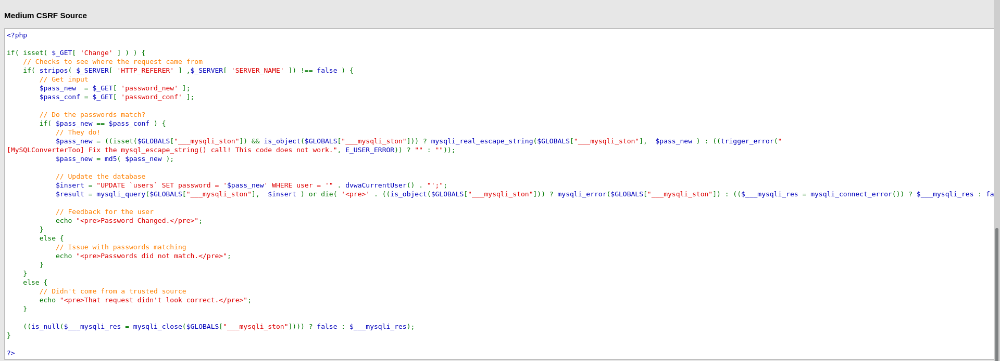 Medium CSRF Source
<?php
if( isset( $_GET[ 'Change' ] ) ) {
    // Checks to see where the request came from
    if( stripos( $_SERVER[ 'HTTP_REFERER' ] ,$_SERVER[ 'SERVER_NAME' ]) !== false ) {
        // Get input
        $pass_new  = $_GET[ 'password_new' ];
        $pass_conf = $_GET[ 'password_conf' ];
        // Do the passwords match?
        if( $pass_new == $pass_conf ) {
            // They do!
            $pass_new = ((isset($GLOBALS["___mysqli_ston"]) && is_object($GLOBALS["___mysqli_ston"])) ? mysqli_real_escape_string($GLOBALS["___mysqli_ston"],  $pass_new ) : ((trigger_error("
[MySQLConverterToo] Fix the mysql_escape_string() call! This code does not work.", E_USER_ERROR)) ? "" : ""));
            $pass_new = md5( $pass_new );
            // Update the database
            $insert = "UPDATE `users` SET password = '$pass_new' WHERE user = '" . dvwaCurrentUser() . "';";
            $result = mysqli_query($GLOBALS["___mysqli_ston"],  $insert ) or die( '<pre>' . ((is_object($GLOBALS["___mysqli_ston"])) ? mysqli_error($GLOBALS["___mysqli_ston"]) : (($___mysqli_res = mysqli_connect_error()) ? $___mysqli_res : fa
            // Feedback for the user
            echo "<pre>Password Changed.</pre>";
        }
        else {
            // Issue with passwords matching
            echo "<pre>Passwords did not match.</pre>";
        }
    }
    else {
        // Didn't come from a trusted source
        echo "<pre>That request didn't look correct.</pre>";
    }
    ((is_null($___mysqli_res = mysqli_close($GLOBALS["___mysqli_ston"]))) ? false : $___mysqli_res);
}
?>